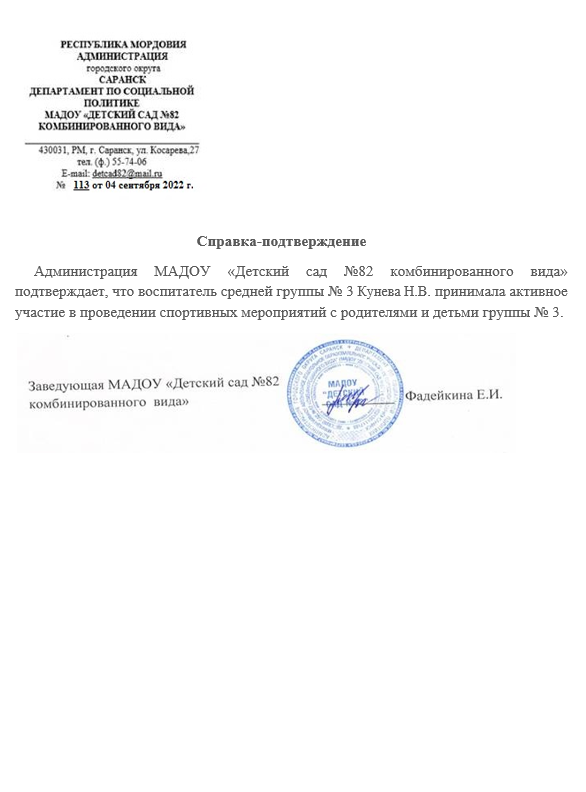 РЕСПУБЛИКА МОРДОВИЯ
АДМИНИСТРАЦИЯ
городского округа
САРАНСК
ДЕПАРТАМЕНТ ПО СОЦИАЛЬНОЙ
ПОЛИТИКЕ
МАДОУ «ДЕТСКИЙ САД №82
КОМБИНИРОВАННОГО ВИДА»
430031, РМ, г. Саранск, ул. Косарева,27
тел. (ф.) 55-74-06
E-mail: detcad82@mail.ru
№ 113 от 04 сентября 2022 г.
Справка-подтверждение
Администрация МАДОУ «Детский сад №82 комбинированного вида»
подтверждает, что воспитатель средней группы № 3 Кунева Н.В. принимала активное
участие в проведении спортивных мероприятий с родителями и детьми группы № 3.
Заведующая МАДОУ «Детский сад №82
комбинированного вида»
МАДОУ
"ДЕТСКИЙ
САД
Фадейкина Е.И.